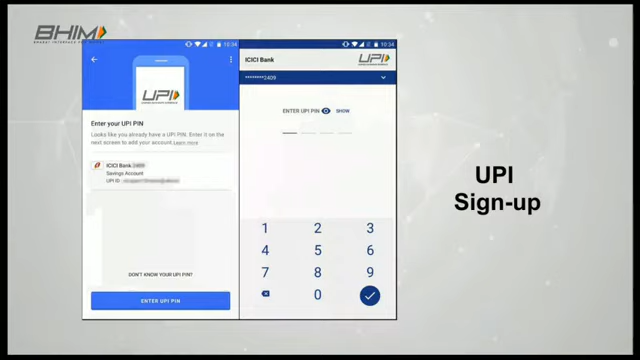 BHIM
BHARAT INTERFACE FOR MONEY
10:34
UPI
Enter your UPI PIN
Looks like you already have a UPI PIN. Enter it on the
next screen to add your account. Learn more
ICICI Bank
Savings Account
UPI ID:
DON'T KNOW YOUR UPI PIN?
ENTER UPI PIN
10:34
ICICI Bank
UPI
********2409
ENTER UPI PIN SHOW
1 2 3
4 5 6
7 8 9
0
UPI
Sign-up